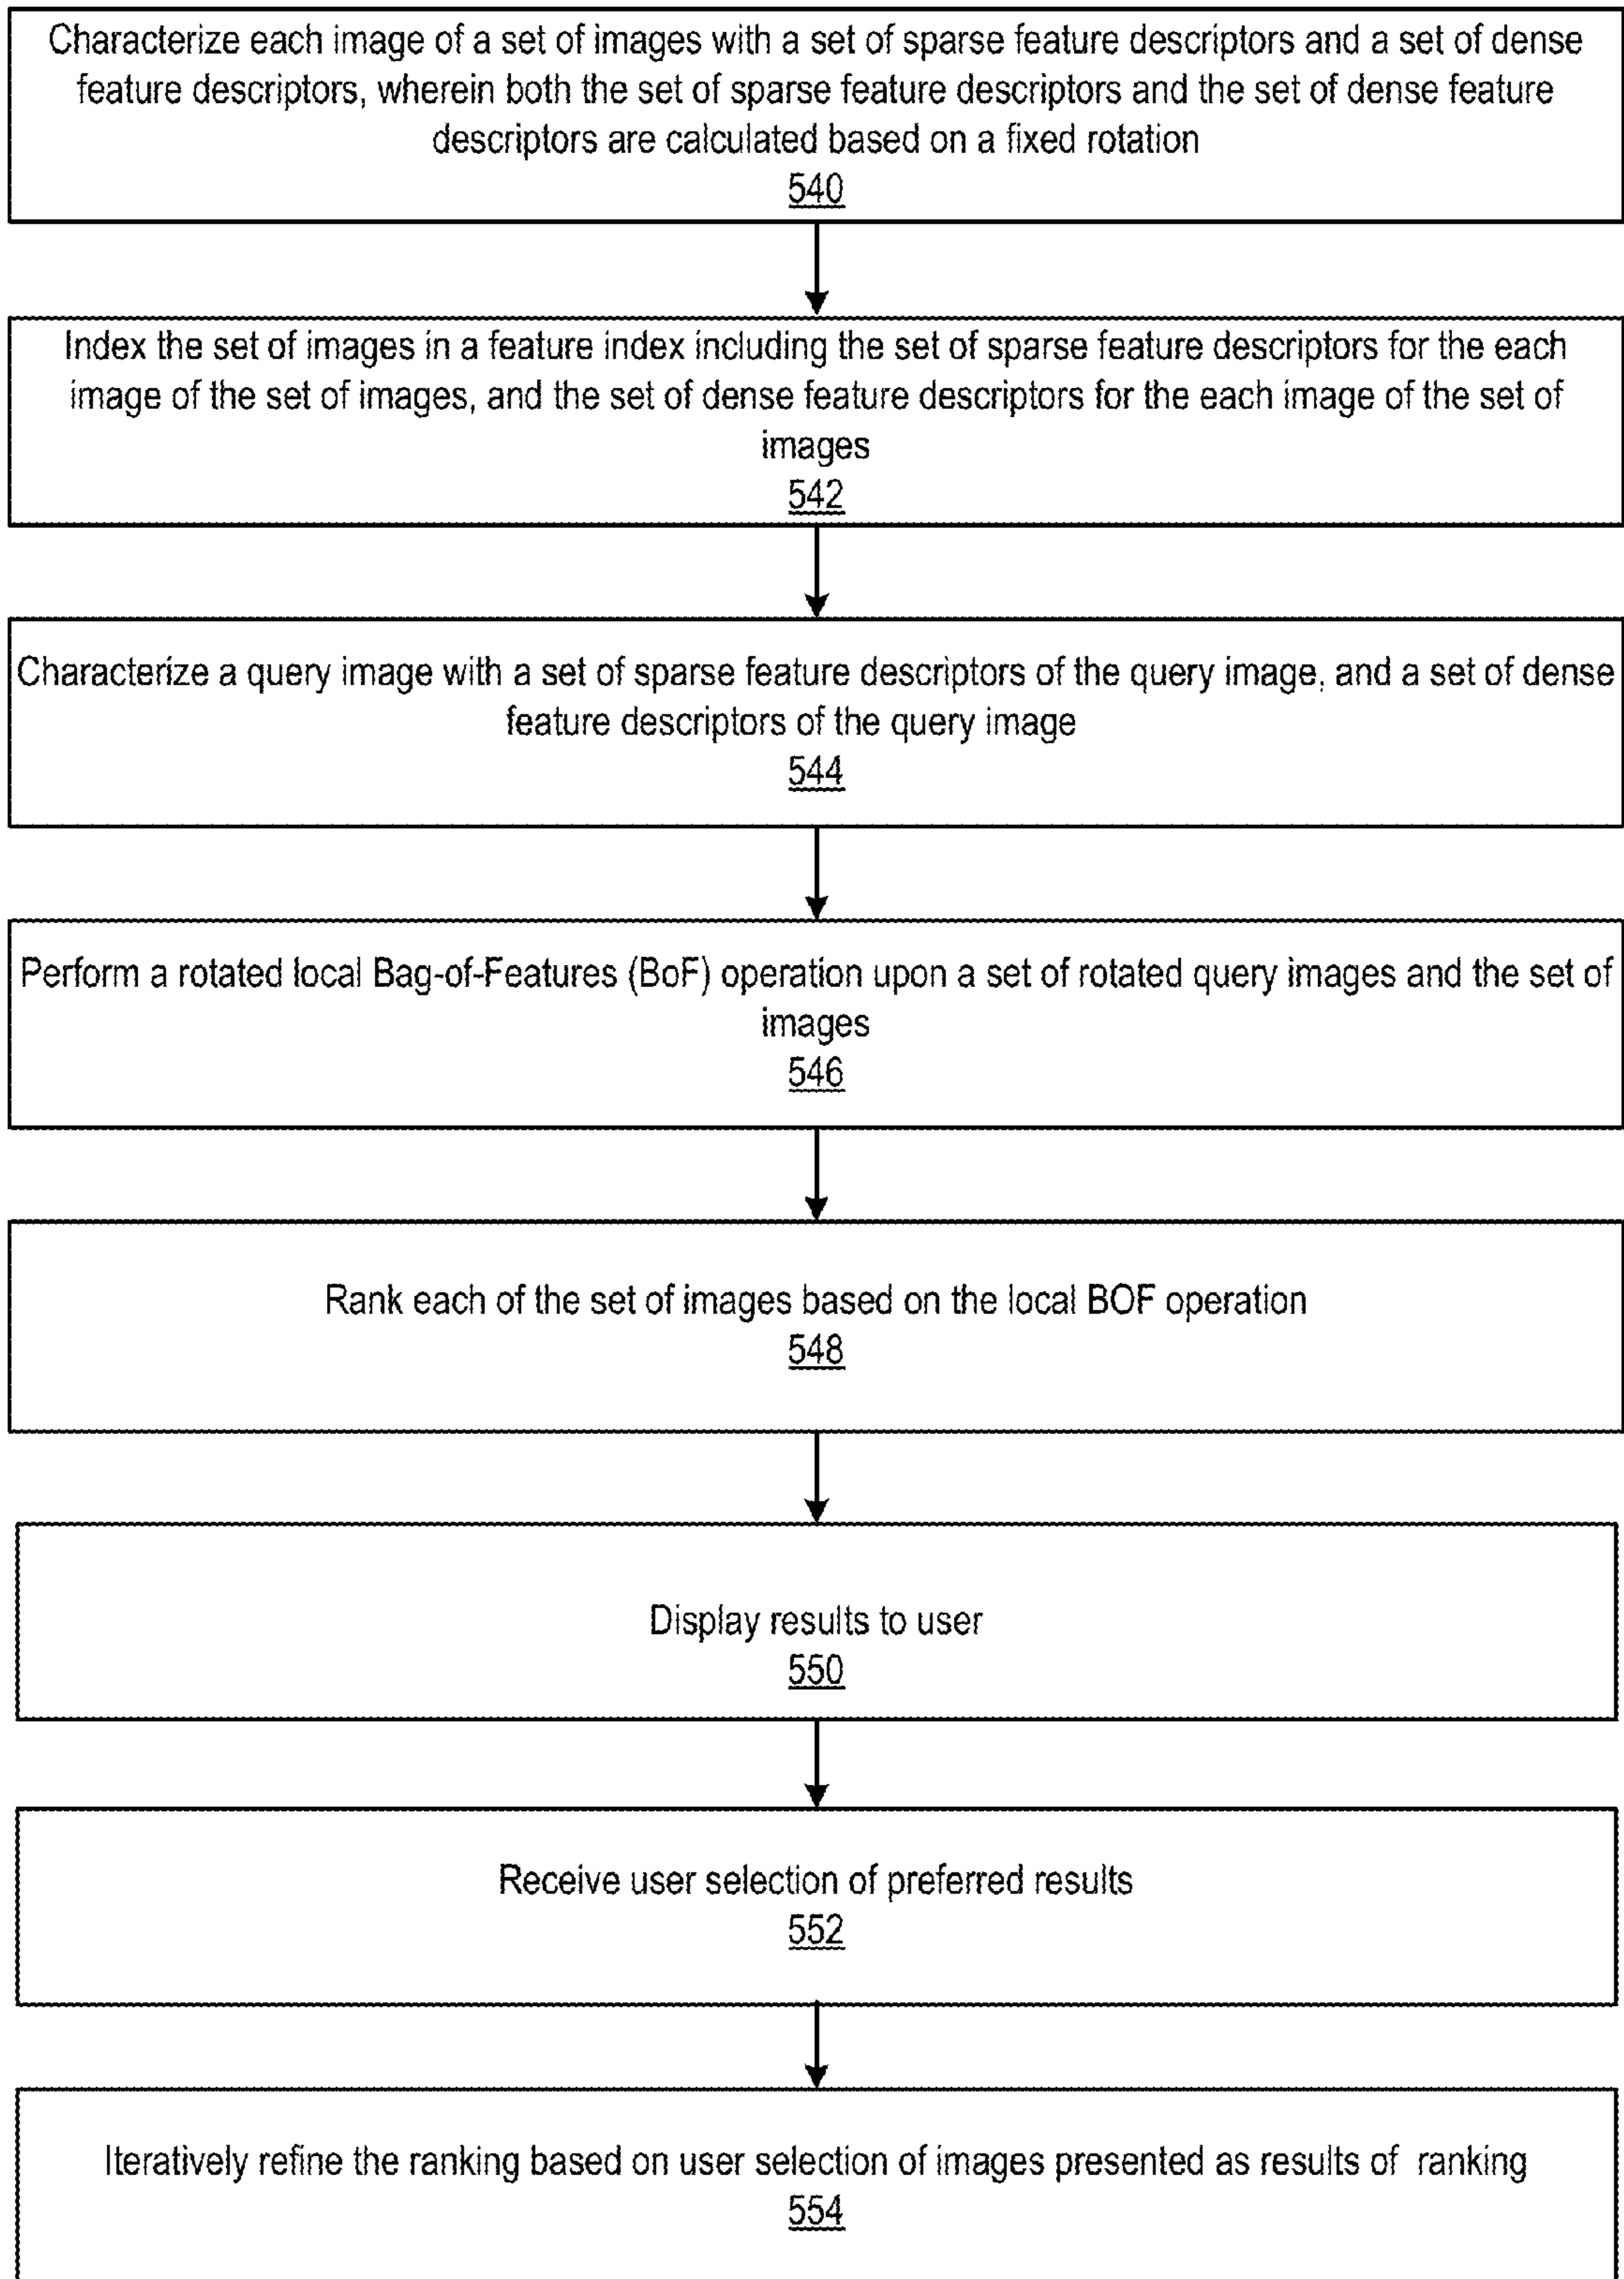 Characterize each image of a set of images with a set of sparse feature descriptors and a set of dense
feature descriptors, wherein both the set of sparse feature descriptors and the set of dense feature
descriptors are calculated based on a fixed rotation
540
Index the set of images in a feature index including the set of sparse feature descriptors for the each
image of the set of images, and the set of dense feature descriptors for the each image of the set of
images
542
Characterize a query image with a set of sparse feature descriptors of the query image, and a set of dense
feature descriptors of the query image
544
Perform a rotated local Bag-of-Features (BoF) operation upon a set of rotated query images and the set of
images
546
Rank each of the set of images based on the local BOF operation
548
Display results to user
550
Receive user selection of preferred results
552
Iteratively refine the ranking based on user selection of images presented as results of ranking
554